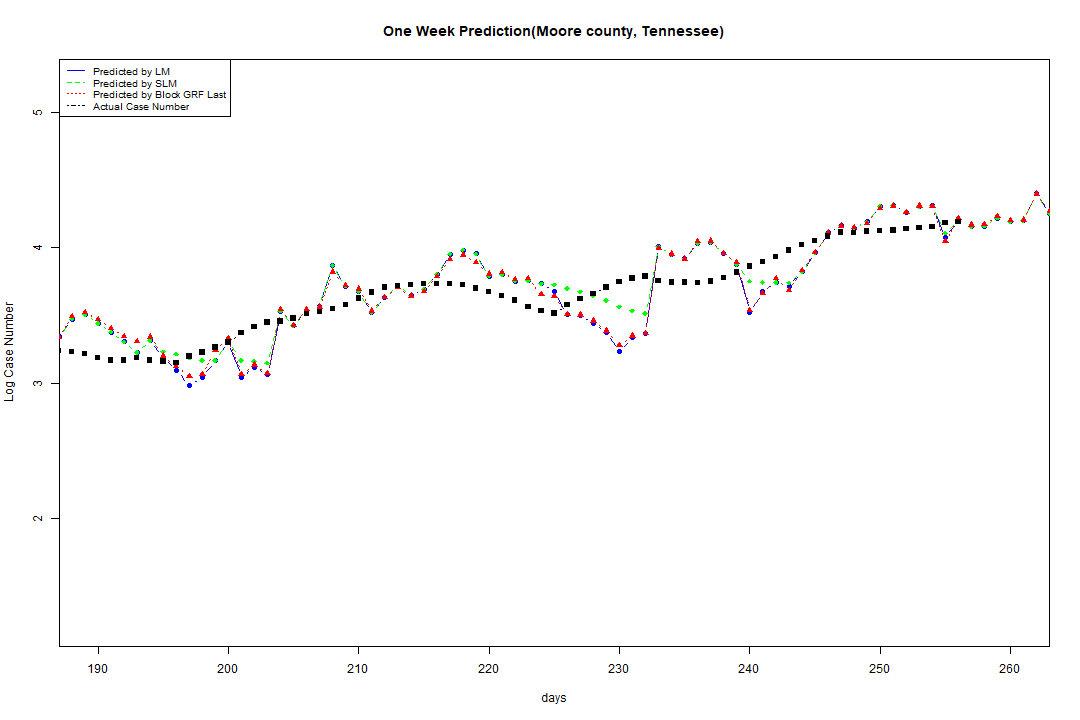 One Week Prediction(Moore county, Tennessee)
Predicted by LM
Predicted by SLM
Predicted by Block GRF Last
Actual Case Number
5
4
3
2
Log Case Number
190 200 210 220 230 240 250 260
days